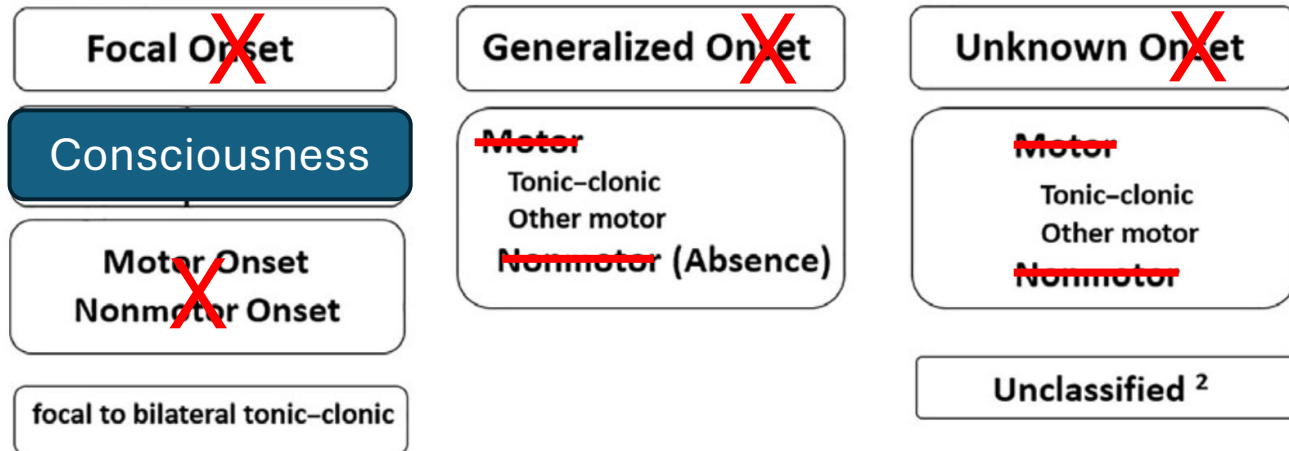 Focal Onset
X
Consciousness
Motor Onset
Nonmotor Onset
X
focal to bilateral tonic–clonic
Generalized Onset
X
Motor
Tonic–clonic
Other motor
Nonmotor (Absence)
Unknown Onset
X
Motor
Tonic–clonic
Other motor
Nonmotor
Unclassified ²